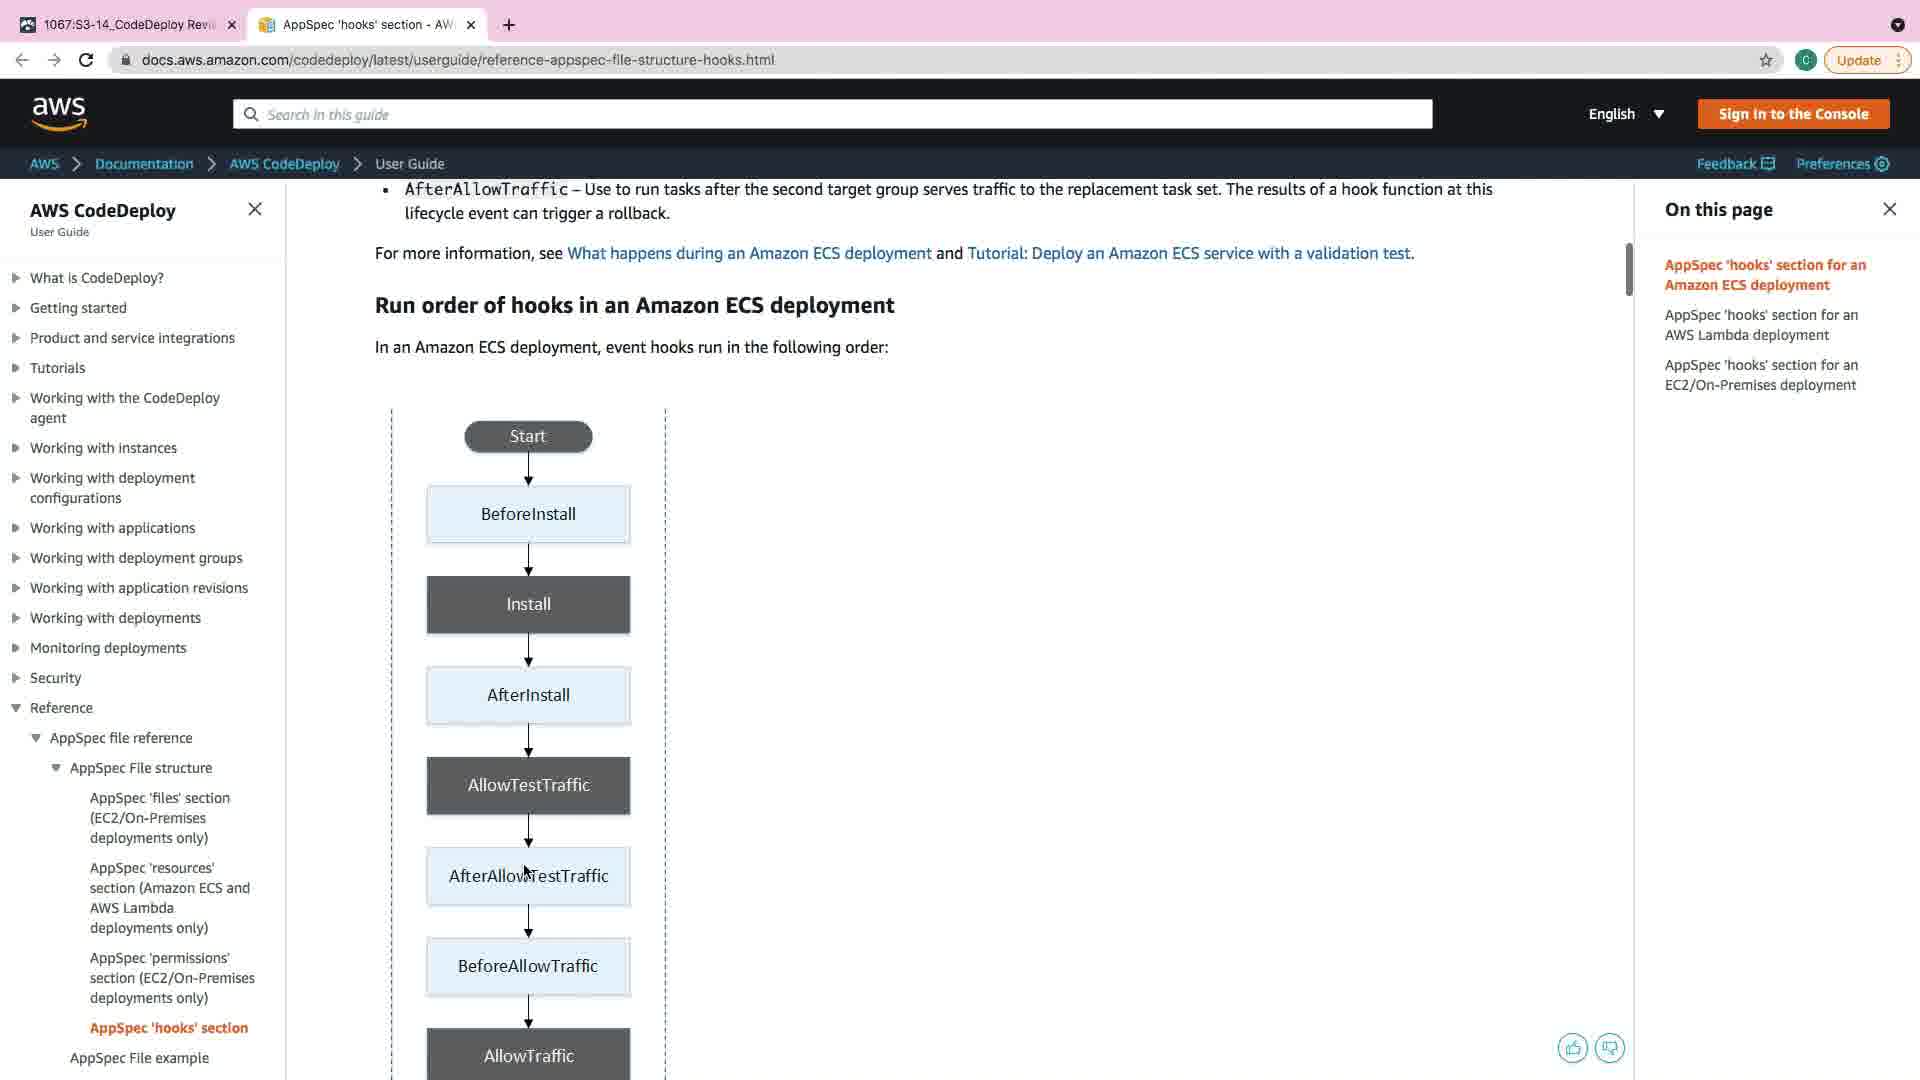 1067:S3-14_CodeDeploy Revi
AppSpec 'hooks' section - AW
docs.aws.amazon.com/codedeploy/latest/userguide/reference-appspec-file-structure-hooks.html
C
Update
aws
Search in this guide
English
Sign In to the Console
AWS
Documentation
AWS CodeDeploy
User Guide
Feedback
Preferences
AWS CodeDeploy
User Guide
What is CodeDeploy?
Getting started
Product and service integrations
Tutorials
Working with the CodeDeploy
agent
Working with instances
Working with deployment
configurations
Working with applications
Working with deployment groups
Working with application revisions
Working with deployments
Monitoring deployments
Security
Reference
AppSpec file reference
AppSpec File structure
AppSpec 'files' section
(EC2/On-Premises
deployments only)
AppSpec 'resources'
section (Amazon ECS and
AWS Lambda
deployments only)
AppSpec 'permissions'
section (EC2/On-Premises
deployments only)
AppSpec 'hooks' section
AppSpec File example
AfterAllowTraffic – Use to run tasks after the second target group serves traffic to the replacement task set. The results of a hook function at this
lifecycle event can trigger a rollback.
For more information, see What happens during an Amazon ECS deployment and Tutorial: Deploy an Amazon ECS service with a validation test.
Run order of hooks in an Amazon ECS deployment
In an Amazon ECS deployment, event hooks run in the following order:
Start
BeforeInstall
Install
AfterInstall
AllowTestTraffic
AfterAllowTestTraffic
BeforeAllowTraffic
AllowTraffic
On this page
AppSpec 'hooks' section for an
Amazon ECS deployment
AppSpec 'hooks' section for an
AWS Lambda deployment
AppSpec 'hooks' section for an
EC2/On-Premises deployment